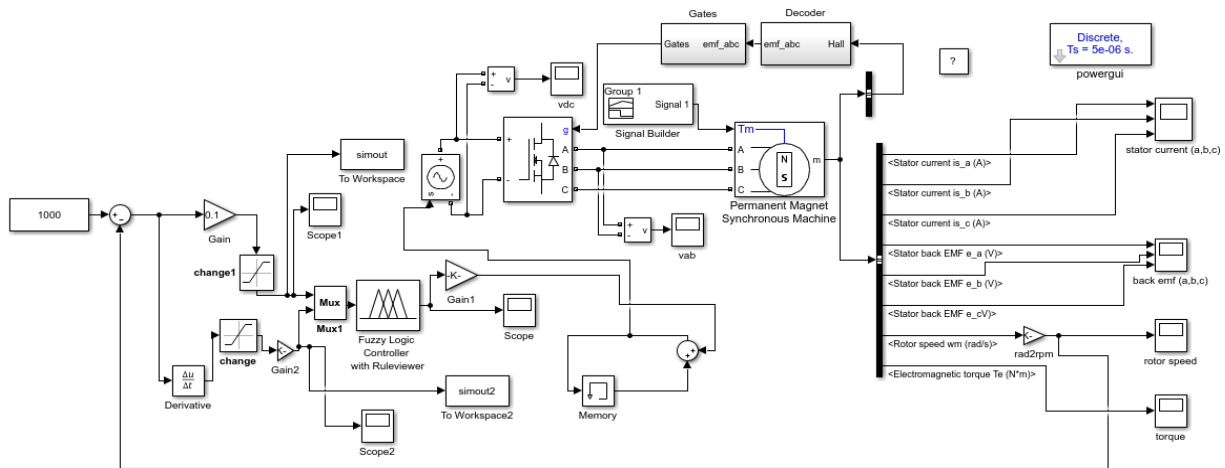 Gates
Decoder
Gates
emf_abc
emf_abc
Hall
?
Discrete,
Ts = 5e-06 s.
powergui
+
-
v
vdc
Group 1
Signal 1
Signal Builder
g
+
-
A
B
C
Tm
A
B
C
N
S
m
Permanent Magnet
Synchronous Machine
stator current (a,b,c)
<Stator current is_a (A)>
<Stator current is_b (A)>
<Stator current is_c (A)>
<Stator back EMF e_a (V)>
<Stator back EMF e_b (V)>
<Stator back EMF e_cV)>
<Rotor speed wm (rad/s)>
<Electromagnetic torque Te (N*m)>
back emf (a,b,c)
K-
rad2rpm
rotor speed
torque
simout
To Workspace
+
s
-
+
-
v
vab
1000
+
-
0.1
Gain
Scope1
change1
Mux
Mux1
Fuzzy Logic
Controller
with Ruleviewer
-K-
Gain1
Scope
change
K-
Gain2
Δu
Δt
Derivative
simout2
To Workspace2
Scope2
Memory
+
+